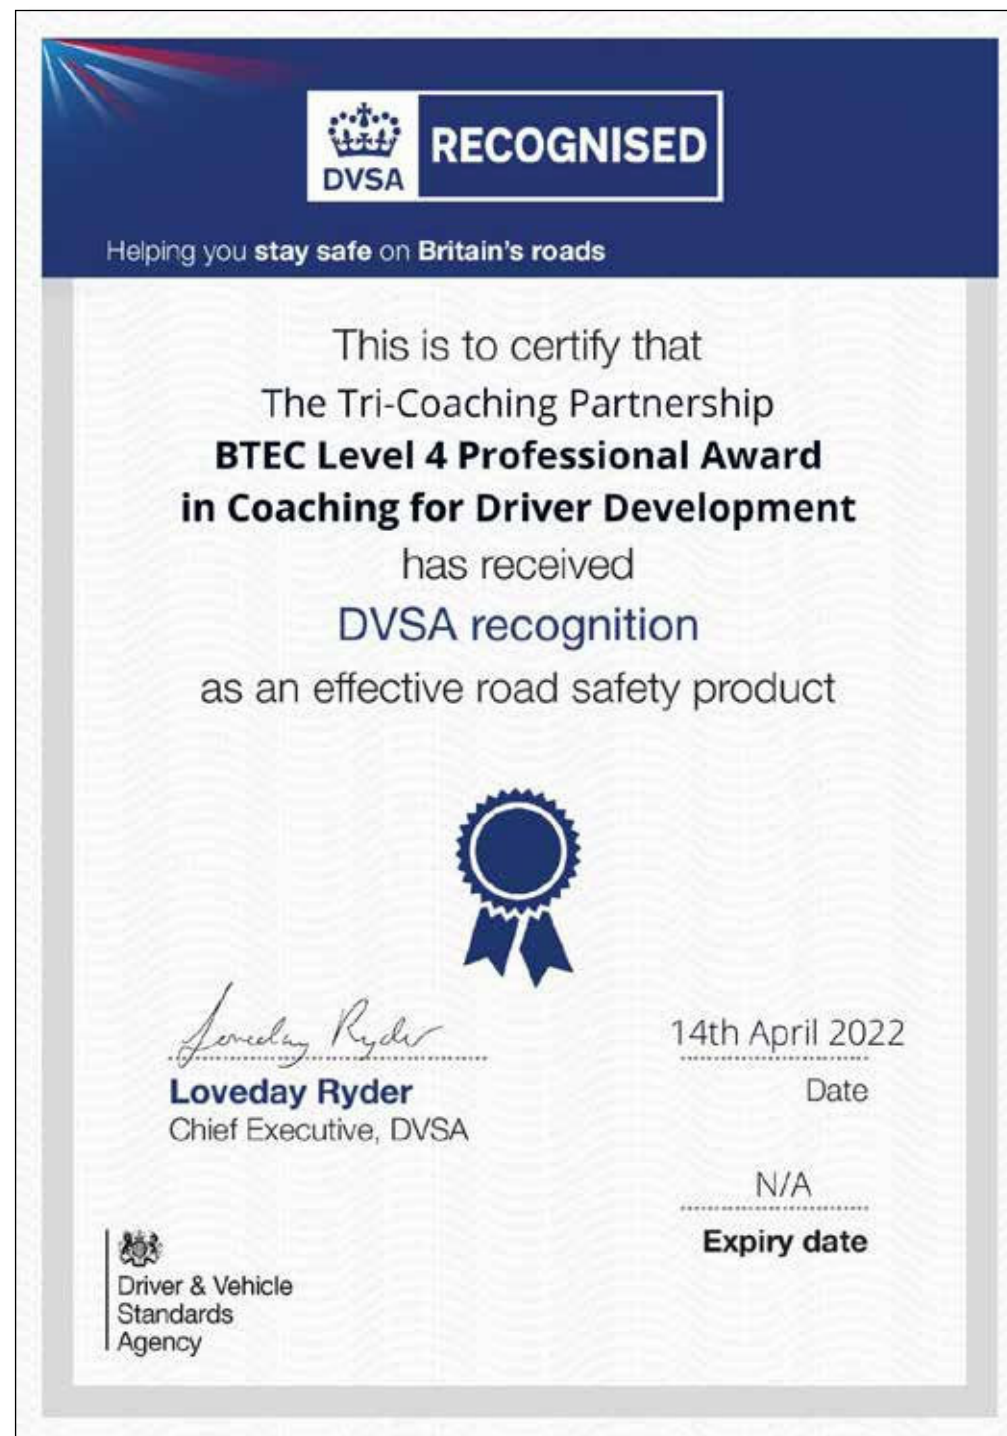 DVSA
RECOGNISED
Helping you stay safe on Britain's roads
This is to certify that
The Tri-Coaching Partnership
BTEC Level 4 Professional Award
in Coaching for Driver Development
has received
DVSA recognition
as an effective road safety product
Loveday Ryder
Loveday Ryder
Chief Executive, DVSA
14th April 2022
Date
N/A
Expiry date
Driver & Vehicle
Standards
Agency